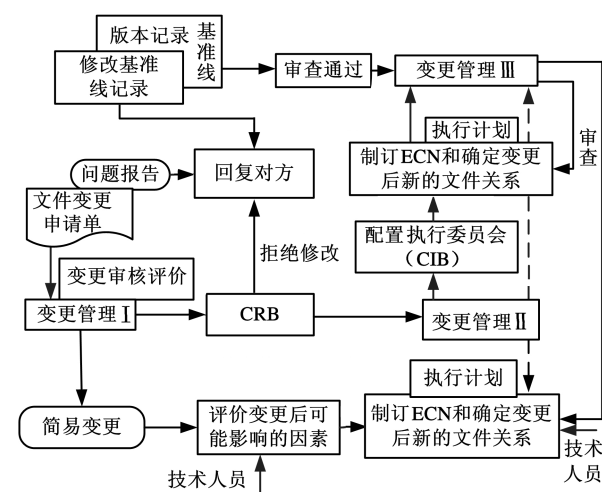 版本记录
基准线
修改基准
线记录
审查通过
变更管理Ⅲ
执行计划
审查
制订ECN和确定变更
后新的文件关系
问题报告
回复对方
文件变更
申请单
配置执行委员会
（CIB）
拒绝修改
变更审核评价
变更管理Ⅰ
CRB
变更管理Ⅱ
执行计划
简易变更
评价变更后可
能影响的因素
制订ECN和确定变更
后新的文件关系
技术人员
技术
人员